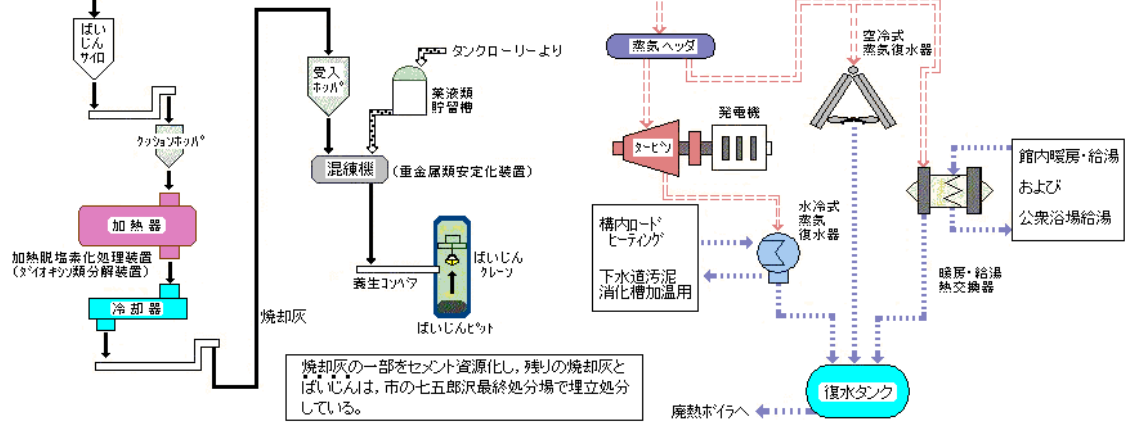 ばい
じん
サイロ
クッションホッパ
加熱器
加熱脱塩素化処理装置
(ダイオキシン類分解装置)
冷却器
焼却灰
受入
ホッパ
タンクローリーより
薬液類
貯留槽
混練機
(重金属類安定化装置)
養生コンベア
ばいじん
クレーン
ばいじんピット
焼却灰の一部をセメント資源化し,残りの焼却灰と
ばいじんは,市の七五郎沢最終処分場で埋立処分
している。
蒸気ヘッダ
空冷式
蒸気復水器
発電機
タービン
水冷式
蒸気
復水器
構内ロード
ヒーティング
下水道汚泥
消化槽加温用
館内暖房・給湯
および
公衆浴場給湯
暖房・給湯
熱交換器
復水タンク
廃熱ボイラへ